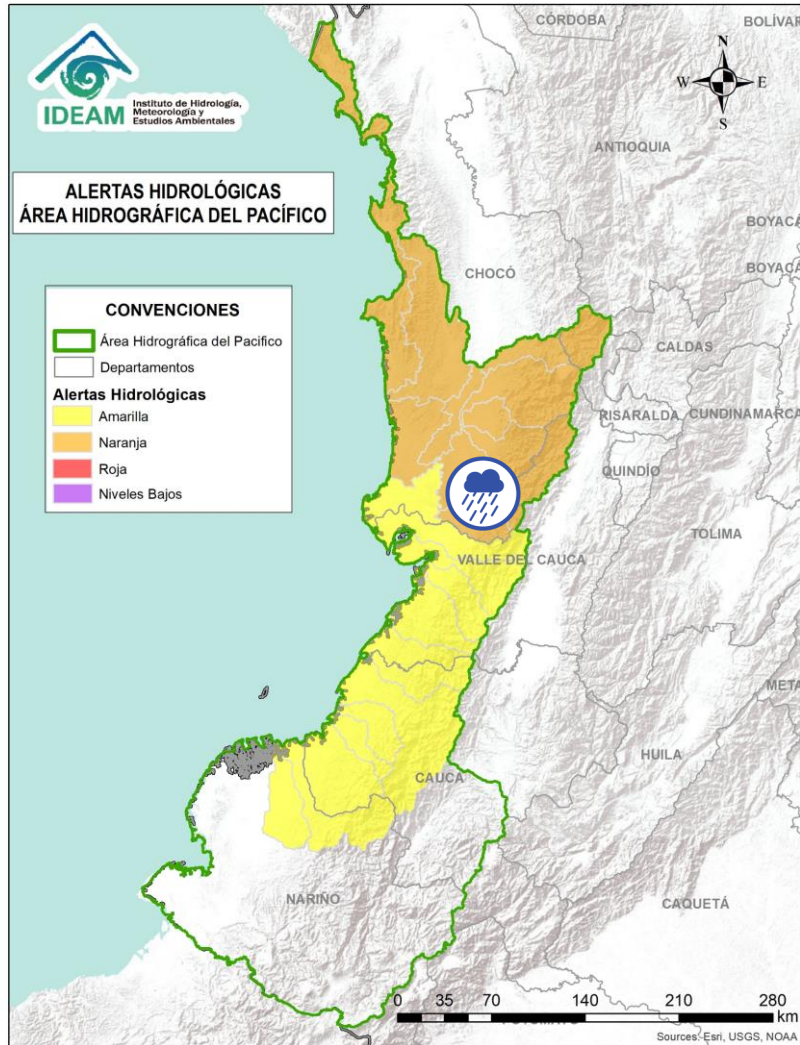 IDEAM
Instituto de Hidrología,
Meteorología y
Estudios Ambientales
ALERTAS HIDROLÓGICAS
ÁREA HIDROGRÁFICA DEL PACÍFICO
CONVENCIONES
Área Hidrográfica del Pacifico
Departamentos
Alertas Hidrológicas
Amarilla
Naranja
Roja
Niveles Bajos
CÓRDOBA
BOLÍVAR
N
W E
S
ANTIOQUIA
BOYACÁ
CHOCÓ
BOYACÁ
CALDAS
RISARALDA
CUNDINAMARCA
QUINDÍO
TOLIMA
VALLE DEL CAUCA
META
HUILA
CAUCA
NARIÑO
CAQUETÁ
0 35 70 140 210 280
km
Sources: Esri, USGS, NOAA